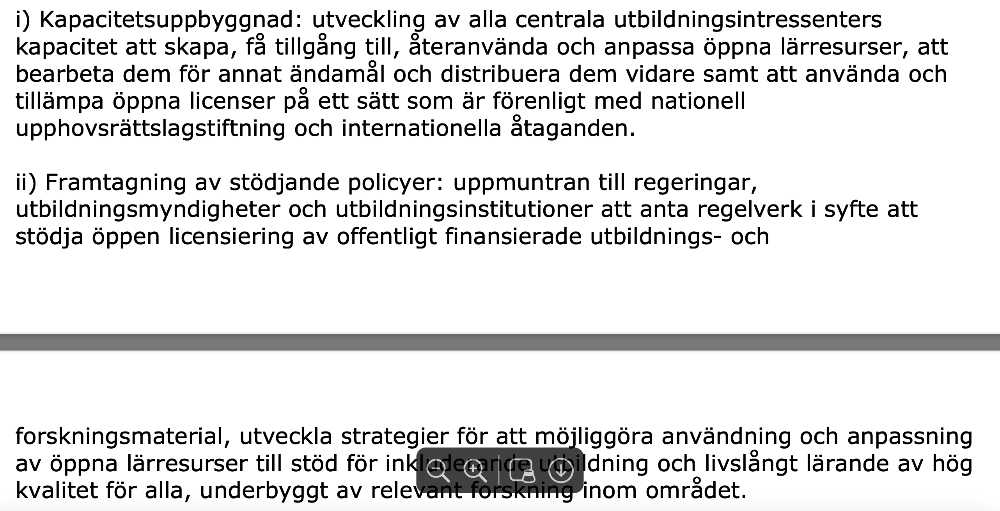 i) Kapacitetsuppbyggnad: utveckling av alla centrala utbildningsintressenters
kapacitet att skapa, få tillgång till, återanvända och anpassa öppna lärresurser, att
bearbeta dem för annat ändamål och distribuera dem vidare samt att använda och
tillämpa öppna licenser på ett sätt som är förenligt med nationell
upphovsrättslagstiftning och internationella åtaganden.
ii) Framtagning av stödjande policyer: uppmuntran till regeringar,
utbildningsmyndigheter och utbildningsinstitutioner att anta regelverk i syfte att
stödja öppen licensiering av offentligt finansierade utbildnings- och
forskningsmaterial, utveckla strategier för att möjliggöra användning och anpassning
av öppna lärresurser till stöd för inkluderande utbildning och livslångt lärande av hög
kvalitet för alla, underbyggt av relevant forskning inom området.